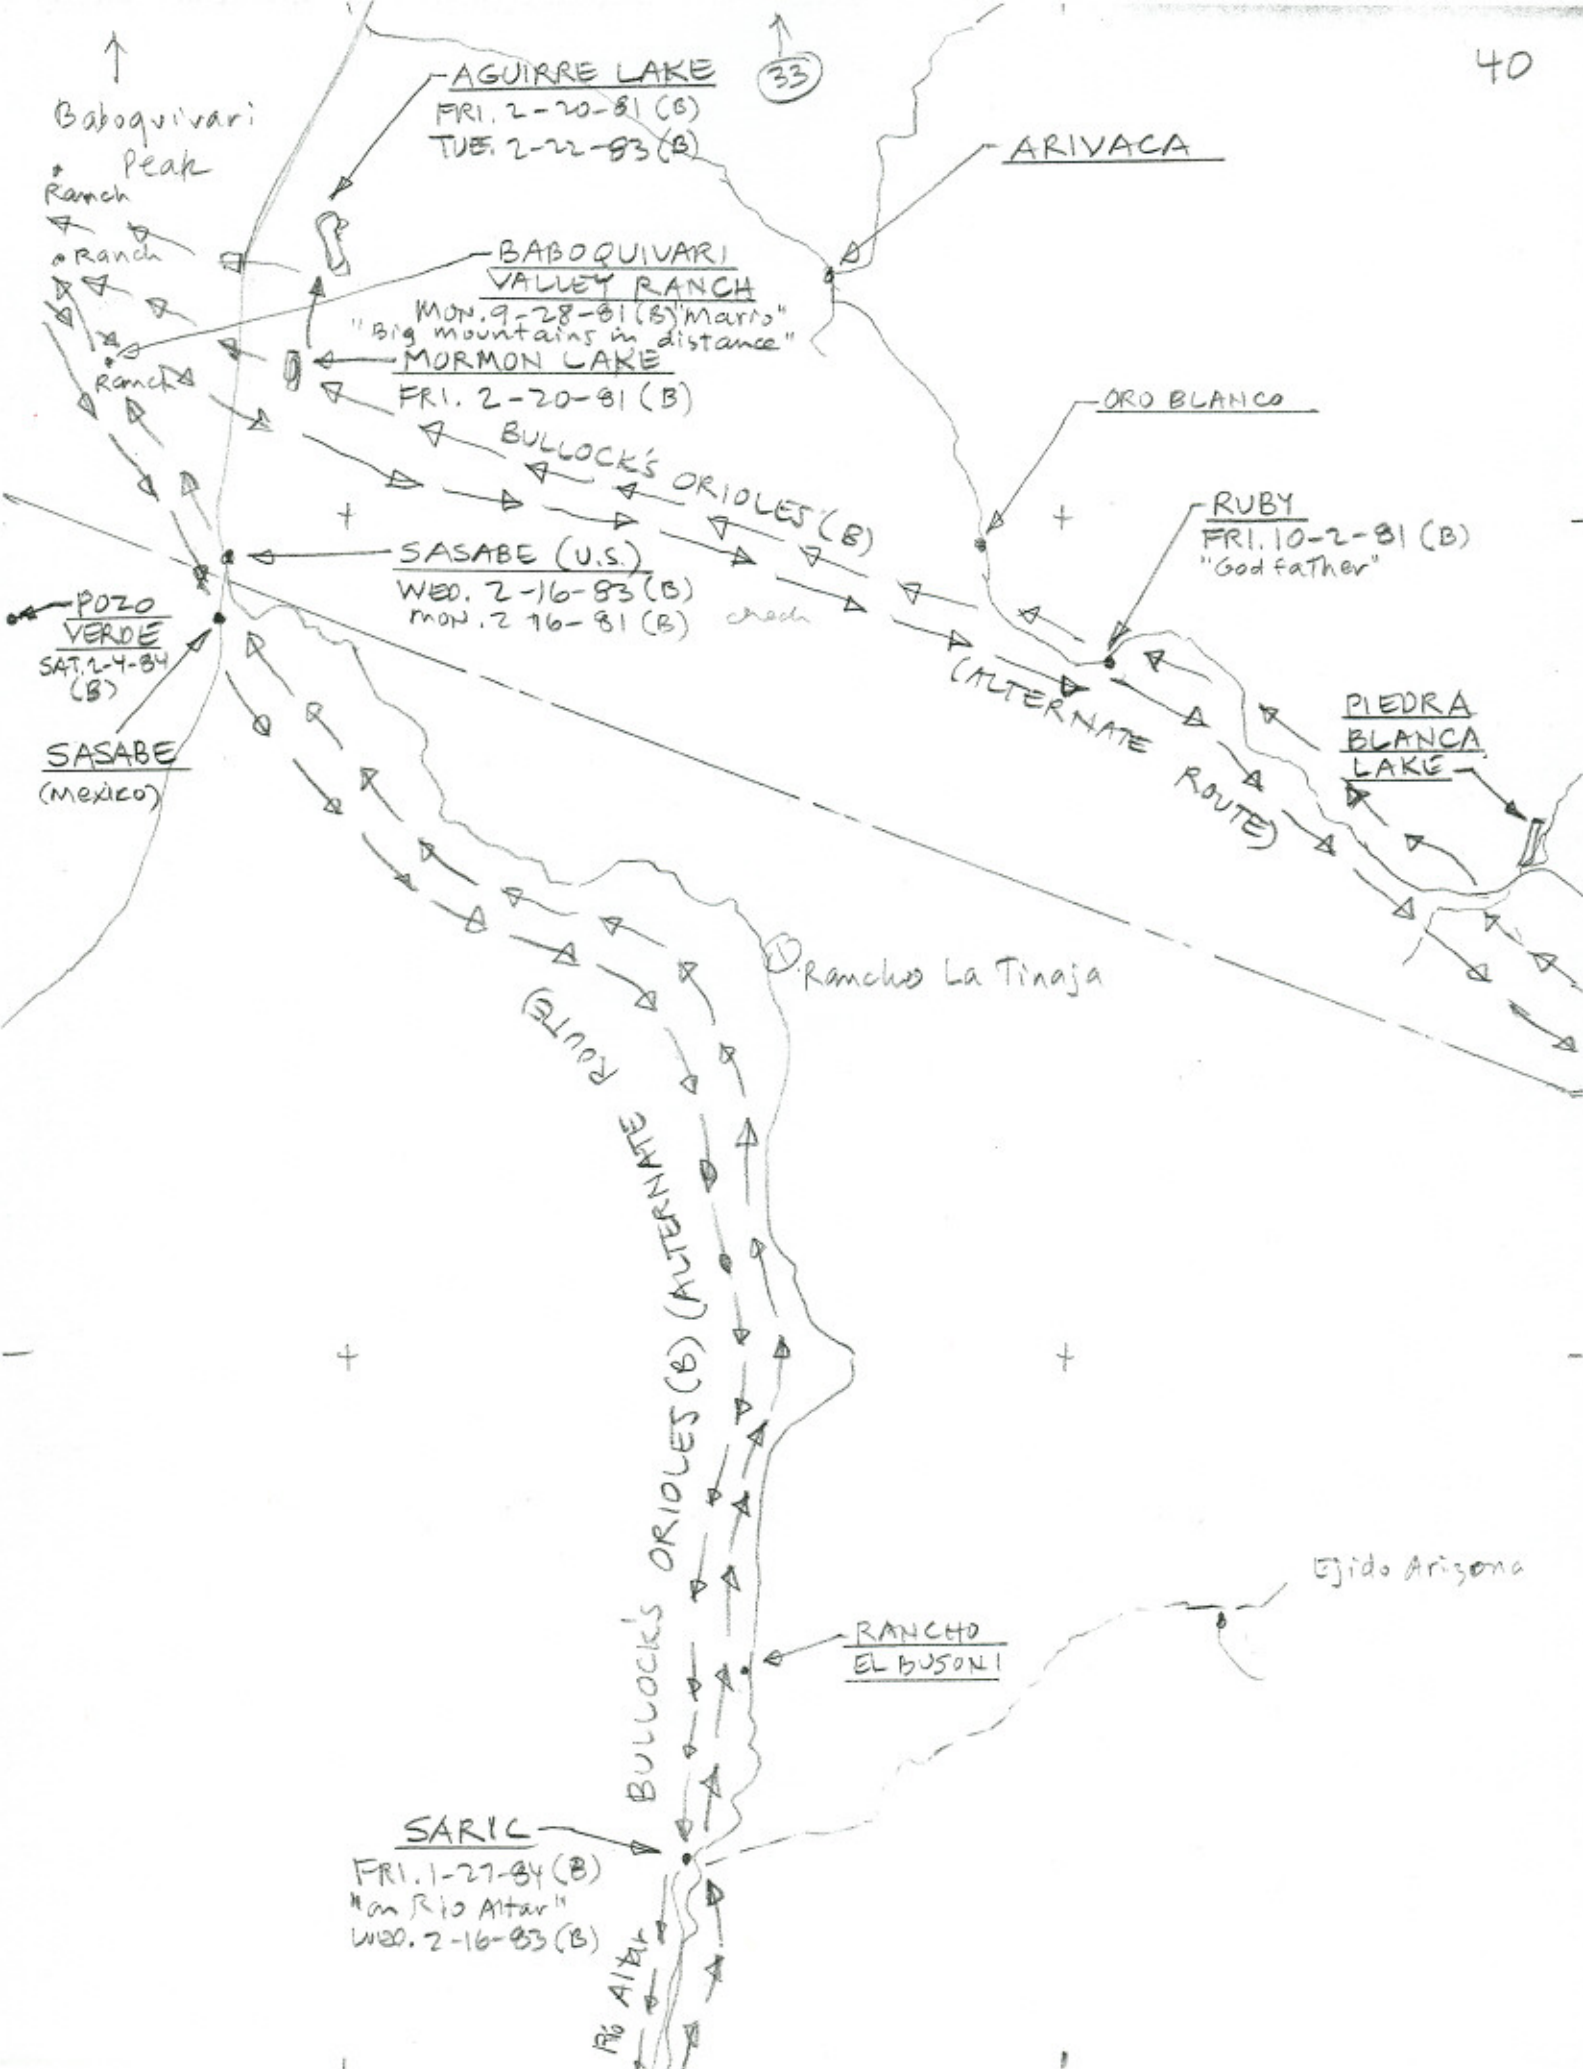 40
33
Baboquivari
Peak
Ranch
Ranch
Ranch
AGUIRRE LAKE
FRI. 2-20-81 (B)
TUE. 2-22-83 (B)
ARIVACA
BABOQUIVARI
VALLEY RANCH
MON. 9-28-81 (B) "Mario"
"Big mountains in distance"
MORMON LAKE
FRI. 2-20-81 (B)
BULLOCK'S ORIOLES (B)
(ALTERNATE ROUTE)
ORO BLANCO
RUBY
FRI. 10-2-81 (B)
"Godfather"
SASABE (U.S.)
WED. 2-16-83 (B)
MON. 2-16-81 (B) check
POZO
VERDE
SAT. 2-4-84
(B)
SASABE
(Mexico)
PIEDRA
BLANCA
LAKE
Rancho La Tinaja
BULLOCK'S ORIOLES (B) (ALTERNATE ROUTE)
Ejido Arizona
RANCHO
EL BUSONI
SARIC
FRI. 1-27-84 (B)
"on Rio Altar"
WED. 2-16-83 (B)
Rio Altar